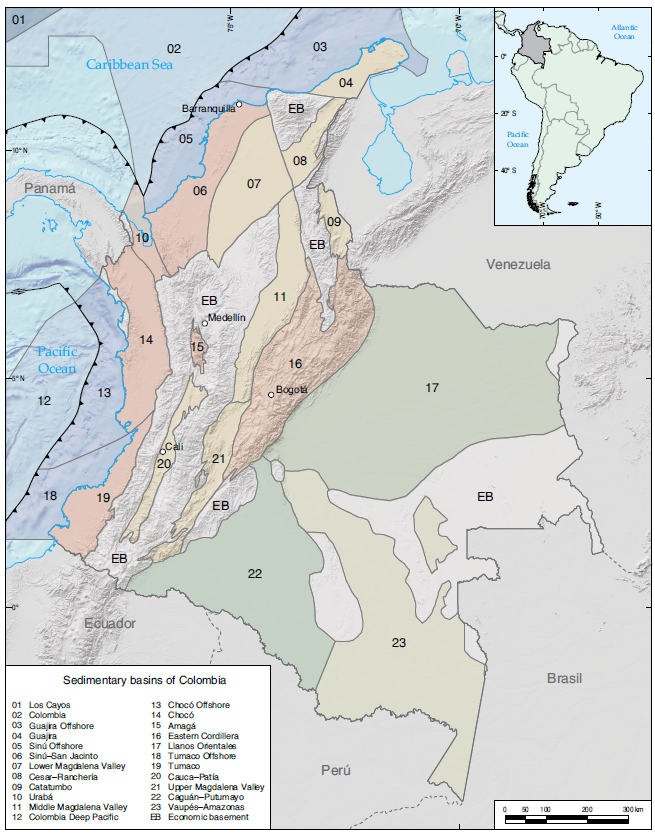 01
02
03
75° W
70° W
Caribbean Sea
04
Barranquilla
EB
05
10° N
08
07
06
Panamá
09
10
EB
Venezuela
11
EB
Medellín
14
15
16
Pacific
Ocean
5° N
13
12
Bogotá
17
Cali
20
21
18
19
EB
EB
EB
22
0°
Ecuador
23
Brasil
Perú
Atlantic
Ocean
0°
20° S
Pacific
Ocean
40° S
70° W
50° W
Sedimentary basins of Colombia
01 Los Cayos
02 Colombia
03 Guajira Offshore
04 Guajira
05 Sinú Offshore
06 Sinú–San Jacinto
07 Lower Magdalena Valley
08 Cesar–Ranchería
09 Catatumbo
10 Urabá
11 Middle Magdalena Valley
12 Colombia Deep Pacific
13 Chocó Offshore
14 Chocó
15 Amagá
16 Eastern Cordillera
17 Llanos Orientales
18 Tumaco Offshore
19 Tumaco
20 Cauca–Patía
21 Upper Magdalena Valley
22 Caguán–Putumayo
23 Vaupés–Amazonas
EB Economic basement
0 50 100 200 300 km